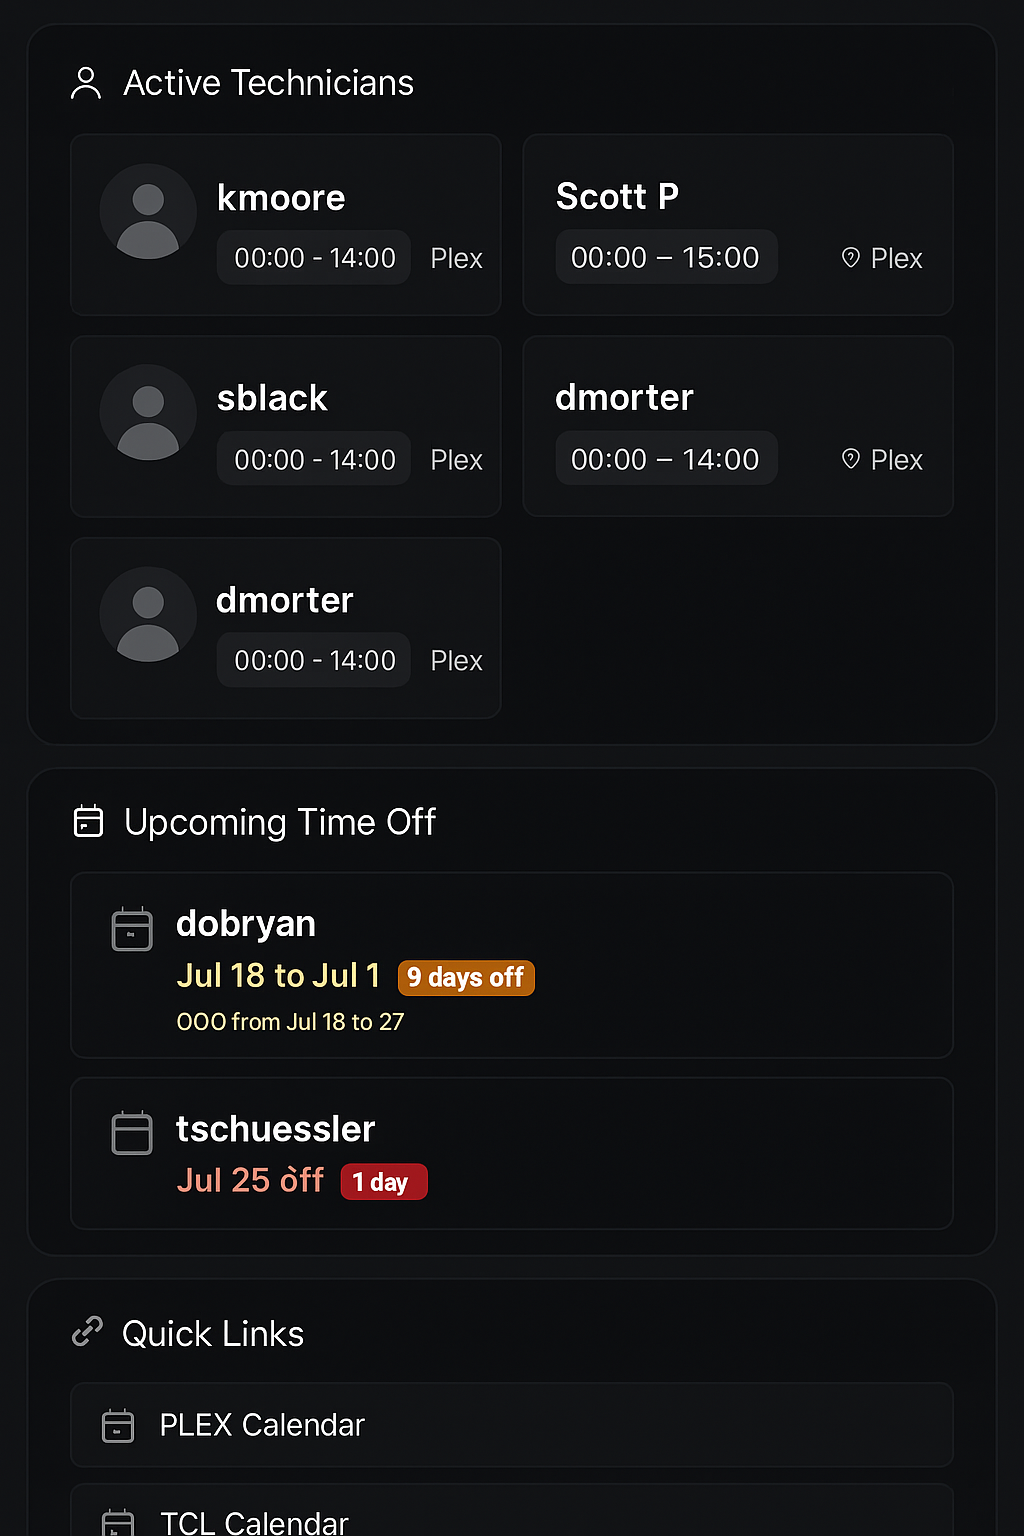 Active Technicians
kmoore
00:00 - 14:00 Plex
Scott P
00:00 – 15:00 Plex
sblack
00:00 - 14:00 Plex
dmorter
00:00 – 14:00 Plex
dmorter
00:00 - 14:00 Plex
Upcoming Time Off
dobryan
Jul 18 to Jul 1 9 days off
OOO from Jul 18 to 27
tschuessler
Jul 25 òff 1 day
Quick Links
PLEX Calendar
TCL Calendar